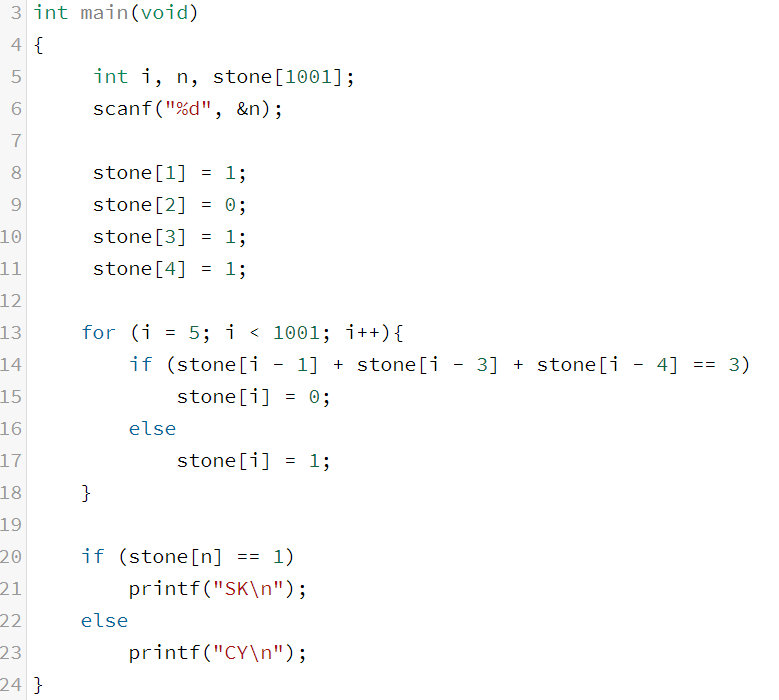 3 int main(void)
4 {
5 int i, n, stone[1001];
6 scanf("%d", &n);
7
8 stone[1] = 1;
9 stone[2] = 0;
10 stone[3] = 1;
11 stone[4] = 1;
12
13 for (i = 5; i < 1001; i++){
14 if (stone[i - 1] + stone[i - 3] + stone[i - 4] == 3)
15 stone[i] = 0;
16 else
17 stone[i] = 1;
18 }
19
20 if (stone[n] == 1)
21 printf("SK\n");
22 else
23 printf("CY\n");
24 }